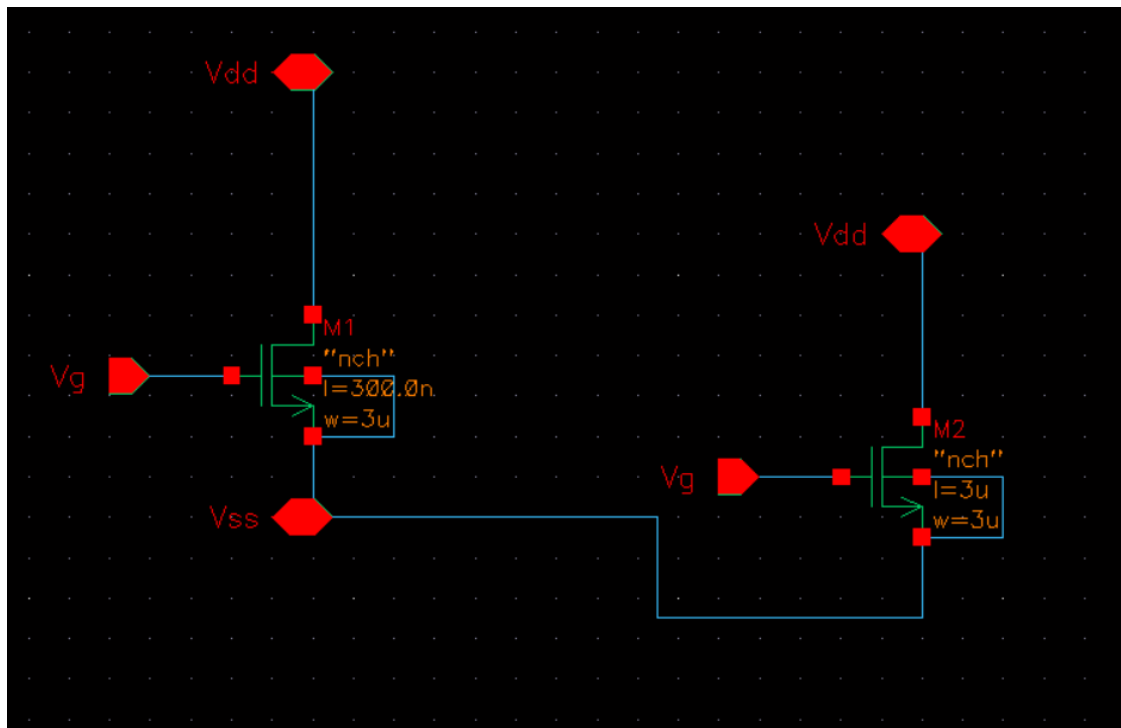 Vdd
M1
"nch"
l=300.0n
w=3u
Vg
Vss
Vdd
M2
"nch"
l=3u
w=3u
Vg